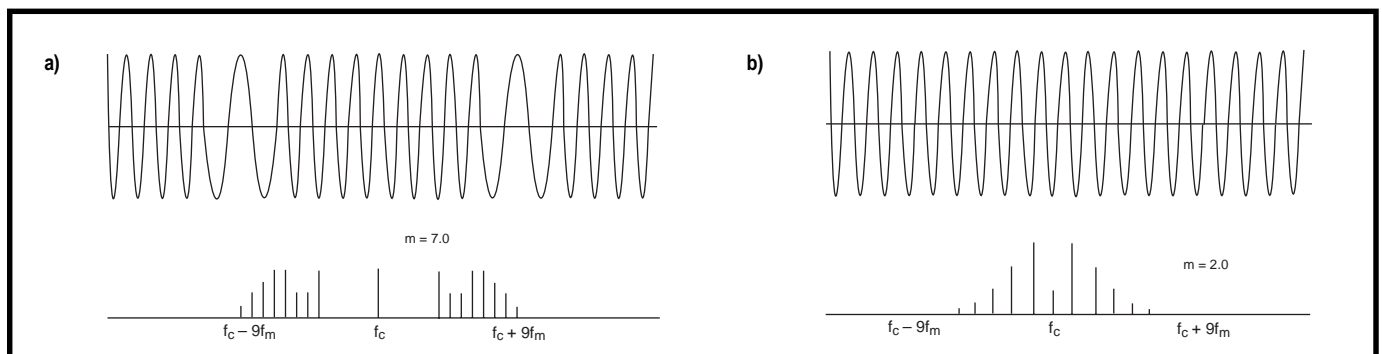 a)
m = 7.0
f_c – 9f_m
f_c
f_c + 9f_m
b)
m = 2.0
f_c – 9f_m
f_c
f_c + 9f_m